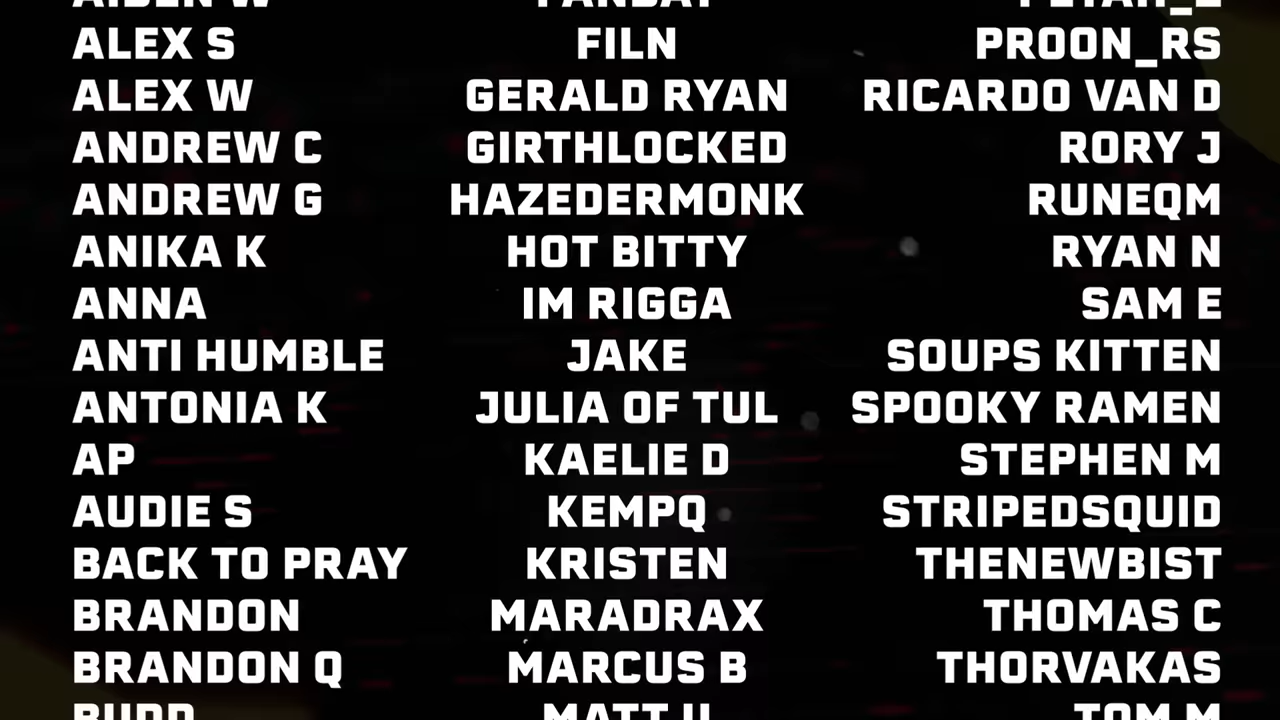 ALEX S FILN PROON_RS
ALEX W GERALD RYAN RICARDO VAN D
ANDREW C GIRTHLOCKED RORY J
ANDREW G HAZEDERMONK RUNEQM
ANIKA K HOT BITTY RYAN N
ANNA IM RIGGA SAM E
ANTI HUMBLE JAKE SOUPS KITTEN
ANTONIA K JULIA OF TUL SPOOKY RAMEN
AP KAELIE D STEPHEN M
AUDIE S KEMPQ STRIPEDSQUID
BACK TO PRAY KRISTEN THENEWBIST
BRANDON MARADRAX THOMAS C
BRANDON Q MARCUS B THORVAKAS
TOM M